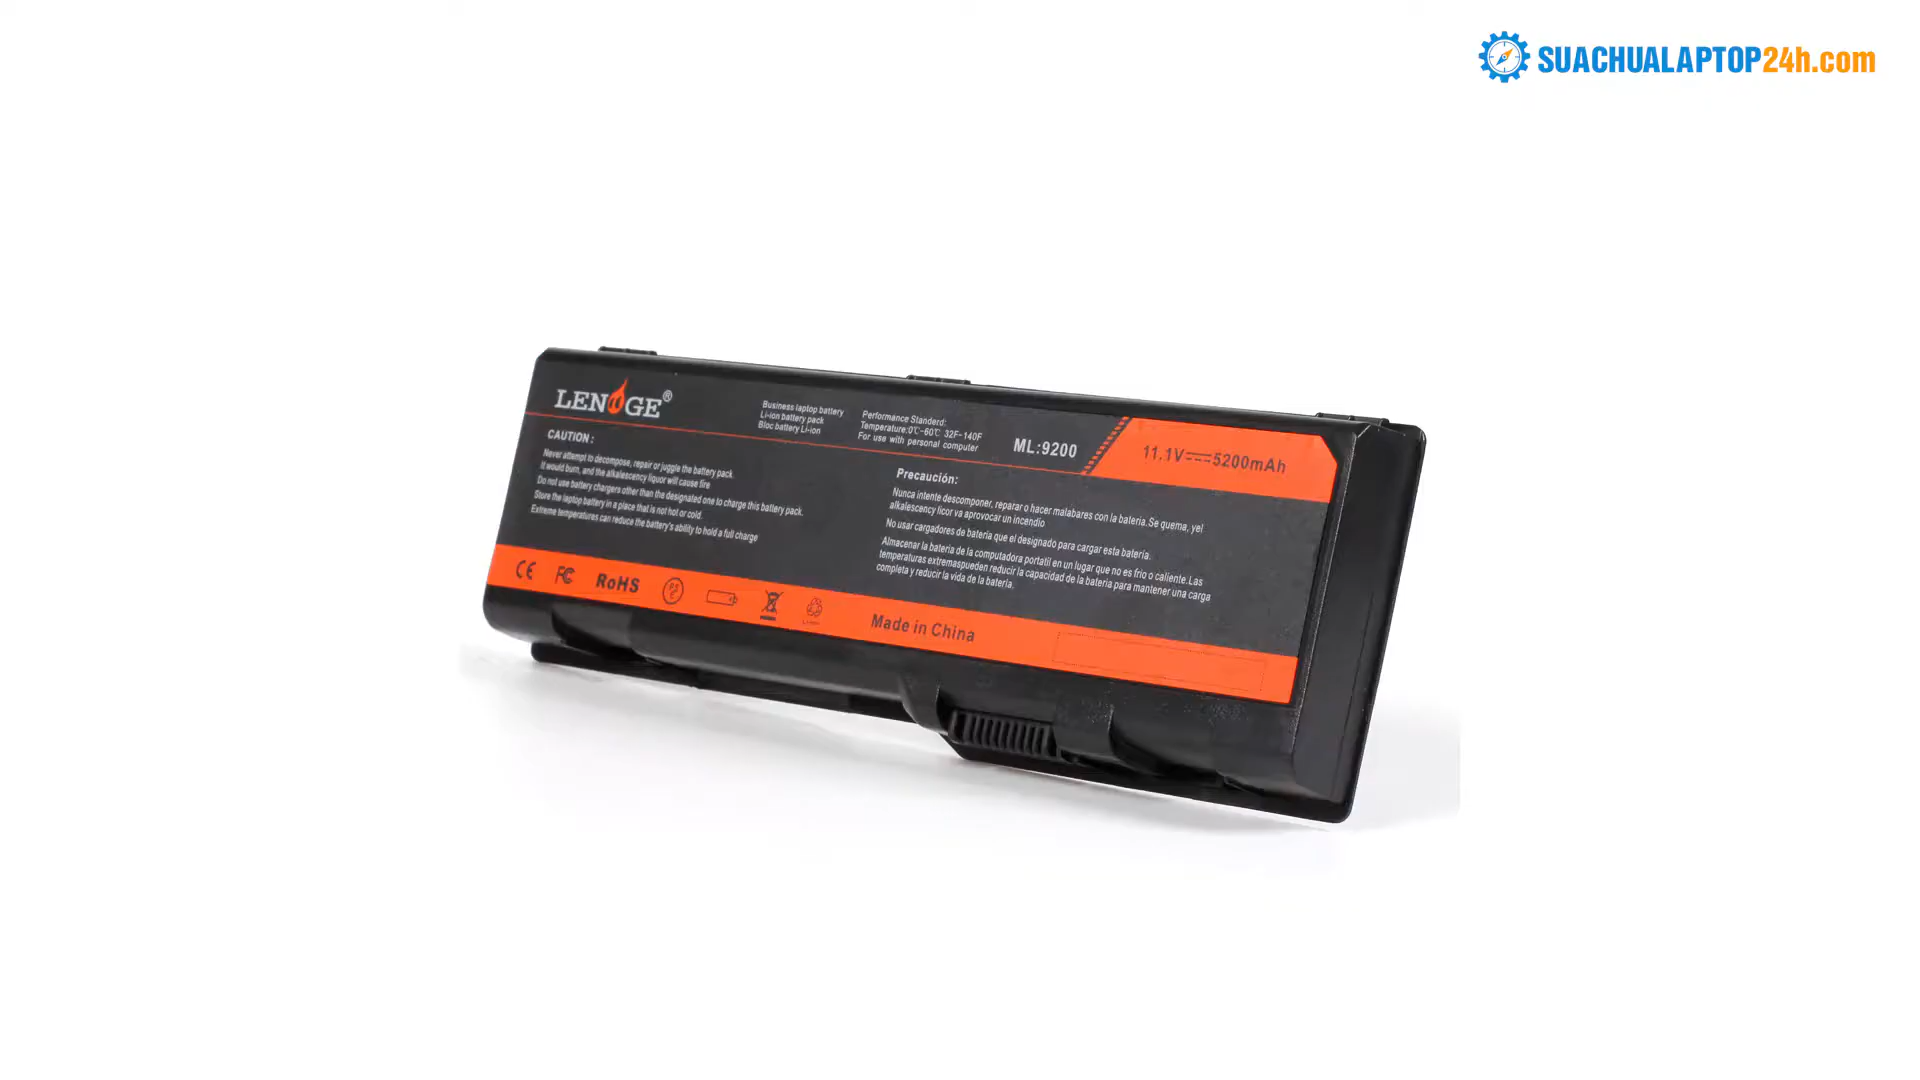 SUACHUALAPTOP24h.com
LENOGE®
Business laptop battery
Li-ion battery pack
Bloc battery Li-ion
Performance Standerd:
Temperature:0℃-60℃ 32F-140F
For use with personal computer
ML:9200
11.1V 5200mAh
CAUTION :
Never attempt to decompose, repair or juggle the battery pack.
It would burn, and the alkalescency liquor will cause fire
Do not use battery chargers other than the designated one to charge this battery pack.
Store the laptop battery in a place that is not hot or cold.
Extreme temperatures can reduce the battery's ability to hold a full charge
Precaución:
Nunca intente descomponer, reparar o hacer malabares con la bateria. Se quema, yel
alkalescency licor va aprovocar un incendio
No usar cargadores de bateria que el designado para cargar esta batería.
Almacenar la bateria de la computadora portatil en un lugar que no es frio o caliente. Las
temperaturas extremaspueden reducir la capacidad de la bateria para mantener una carga
completa y reducir la vida de la batería.
CE FC RoHS
Made in China